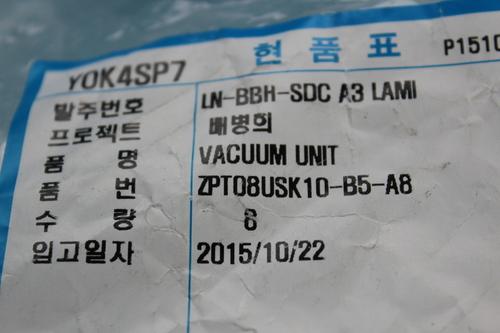 현품표 P1510
YOK4SP7
발주번호 LN-BBH-SDC A3 LAMI
프로젝트 배병희
품 명 VACUUM UNIT
품 번 ZPT08USK10-B5-A8
수 량 6
입고일자 2015/10/22